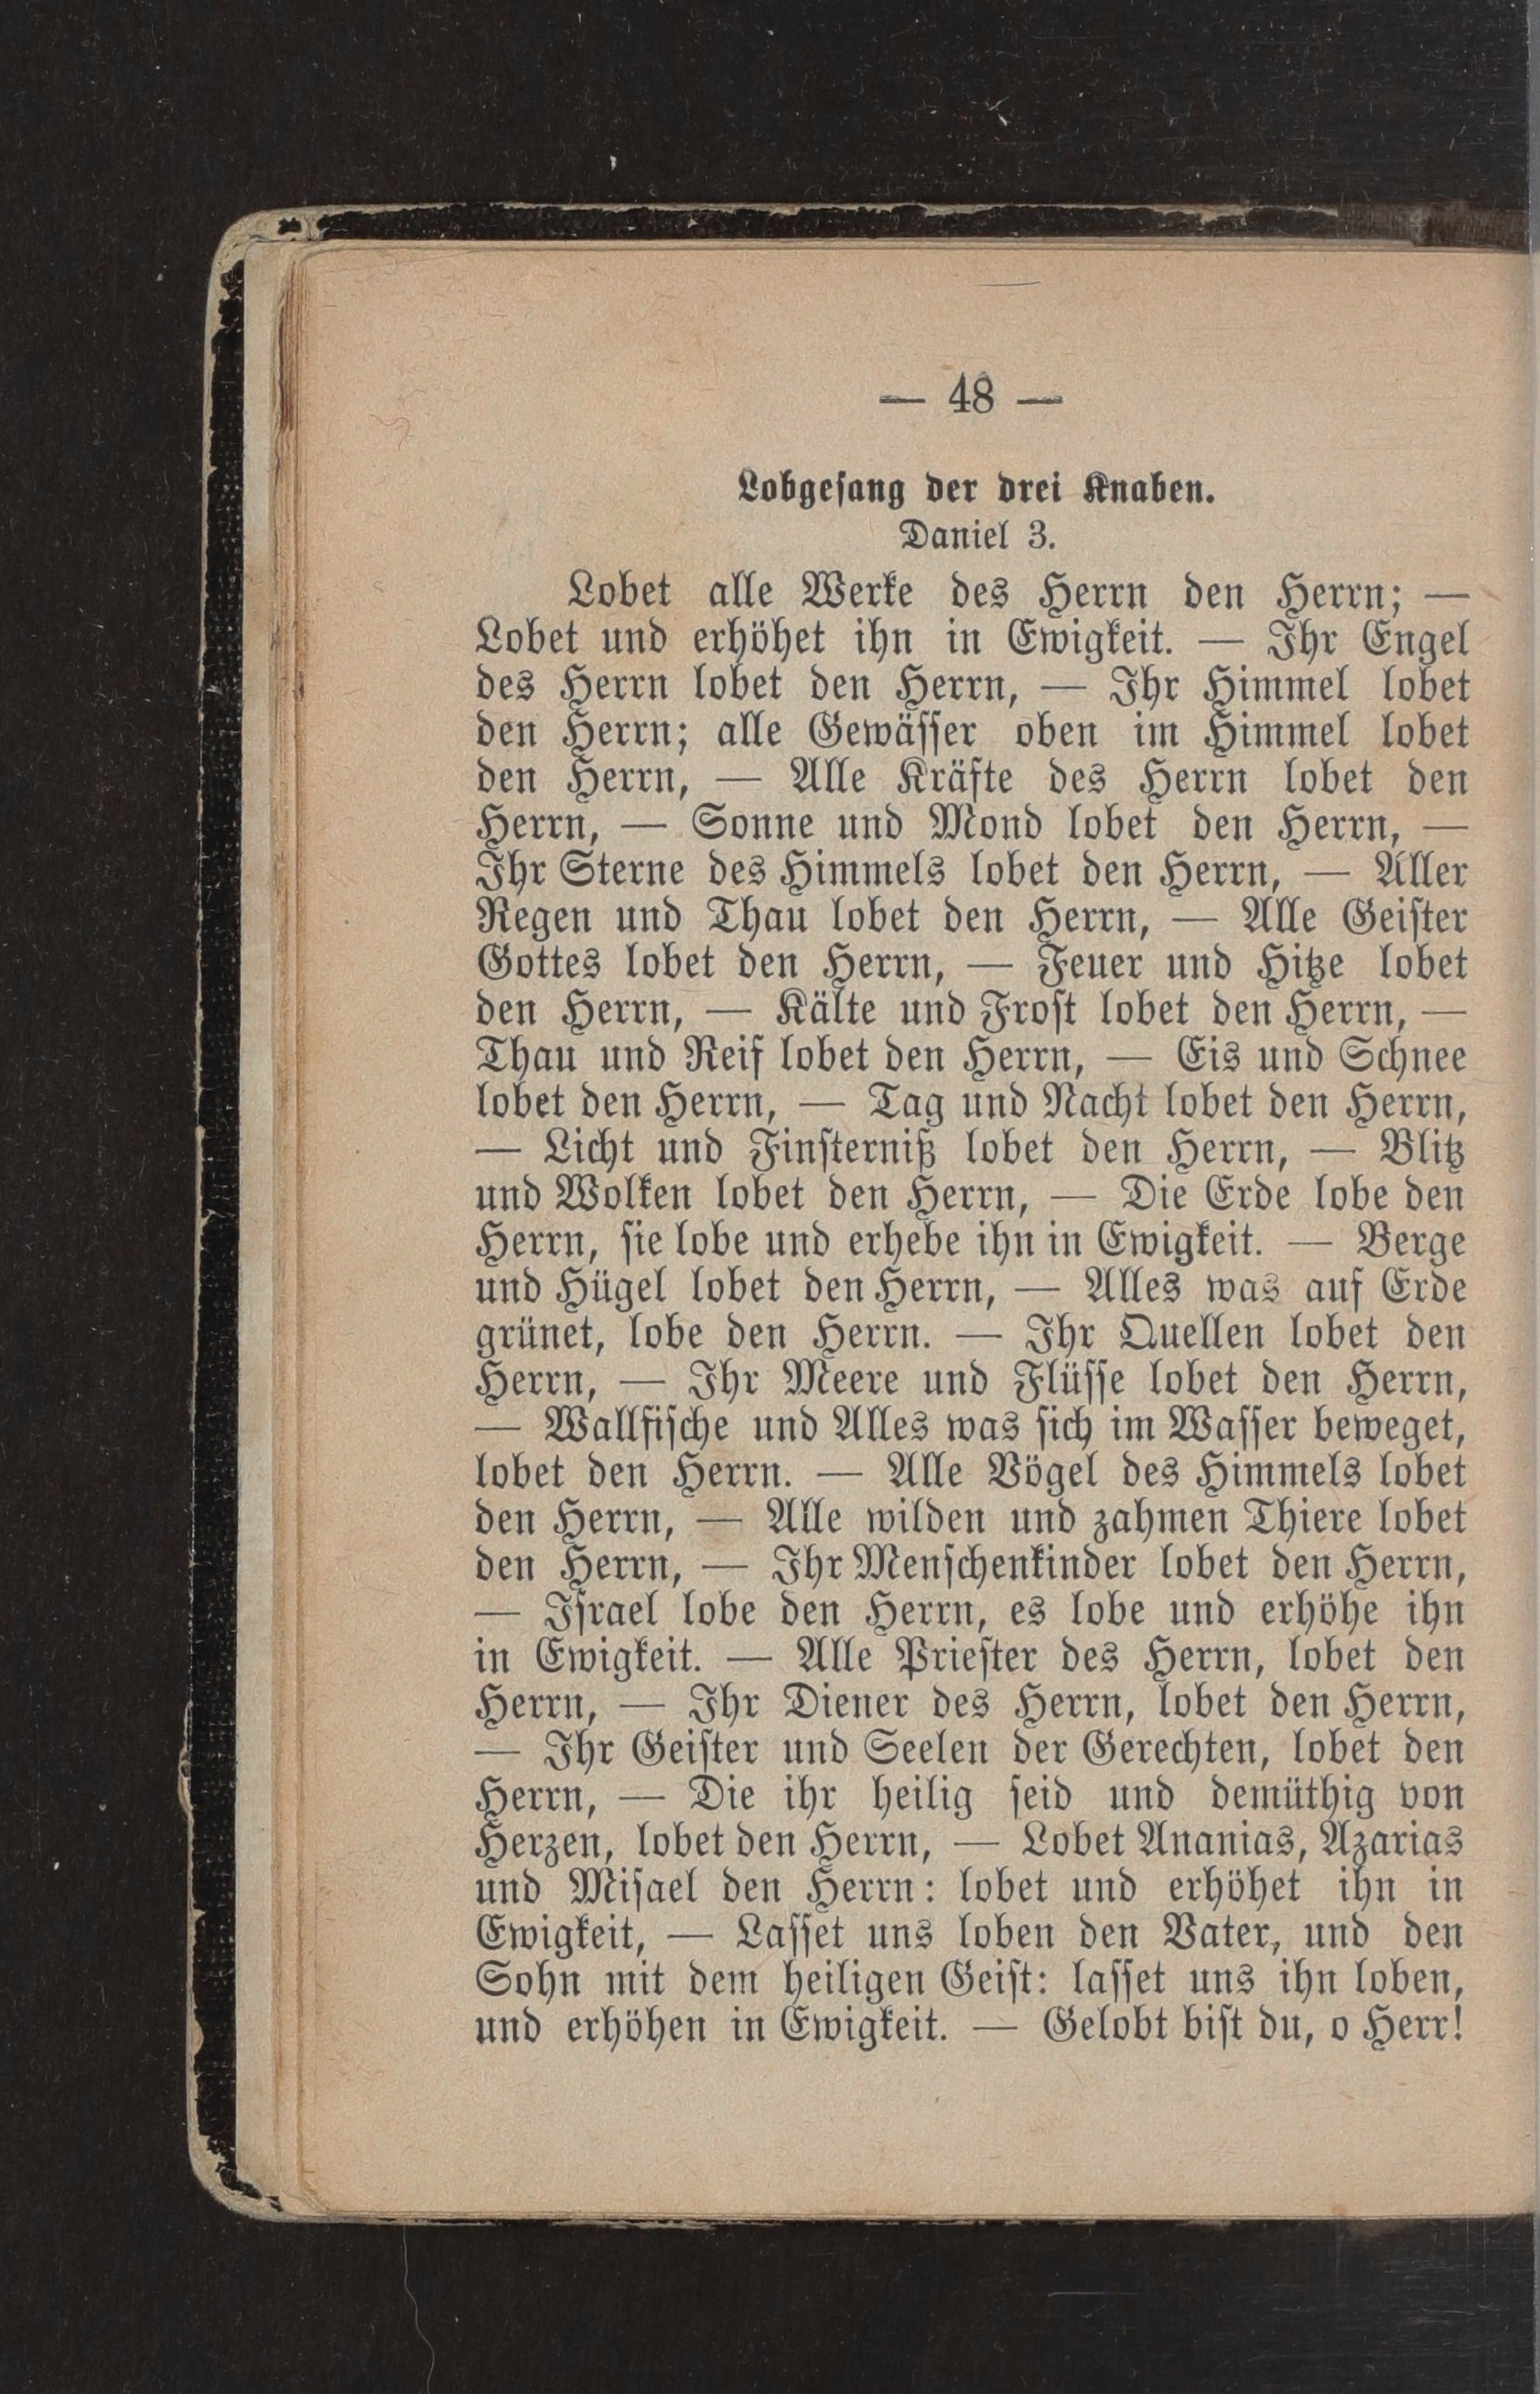 — 48 —
Lobgesang der drei Knaben.
Daniel 3.
Lobet alle Werke des Herrn den Herrn; —
Lobet und erhöhet ihn in Ewigkeit. — Ihr Engel
des Herrn lobet den Herrn, — Ihr Himmel lobet
den Herrn; alle Gewässer oben im Himmel lobet
den Herrn, — Alle Kräfte des Herrn lobet den
Herrn, — Sonne und Mond lobet den Herrn, —
Ihr Sterne des Himmels lobet den Herrn, — Aller
Regen und Thau lobet den Herrn, — Alle Geister
Gottes lobet den Herrn, — Feuer und Hitze lobet
den Herrn, — Kälte und Frost lobet den Herrn, —
Thau und Reif lobet den Herrn, — Eis und Schnee
lobet den Herrn, — Tag und Nacht lobet den Herrn,
— Licht und Finsterniß lobet den Herrn, — Blitz
und Wolken lobet den Herrn, — Die Erde lobe den
Herrn, sie lobe und erhebe ihn in Ewigkeit. — Berge
und Hügel lobet den Herrn, — Alles was auf Erde
grünet, lobe den Herrn. — Ihr Quellen lobet den
Herrn, — Ihr Meere und Flüsse lobet den Herrn,
— Wallfische und Alles was sich im Wasser beweget,
lobet den Herrn. — Alle Vögel des Himmels lobet
den Herrn, — Alle wilden und zahmen Thiere lobet
den Herrn, — Ihr Menschenkinder lobet den Herrn,
— Israel lobe den Herrn, es lobe und erhöhe ihn
in Ewigkeit. — Alle Priester des Herrn, lobet den
Herrn, — Ihr Diener des Herrn, lobet den Herrn,
— Ihr Geister und Seelen der Gerechten, lobet den
Herrn, — Die ihr heilig seid und demüthig von
Herzen, lobet den Herrn, — Lobet Ananias, Azarias
und Misael den Herrn: lobet und erhöhet ihn in
Ewigkeit, — Lasset uns loben den Vater, und den
Sohn mit dem heiligen Geist: lasset uns ihn loben,
und erhöhen in Ewigkeit. — Gelobt bist du, o Herr!